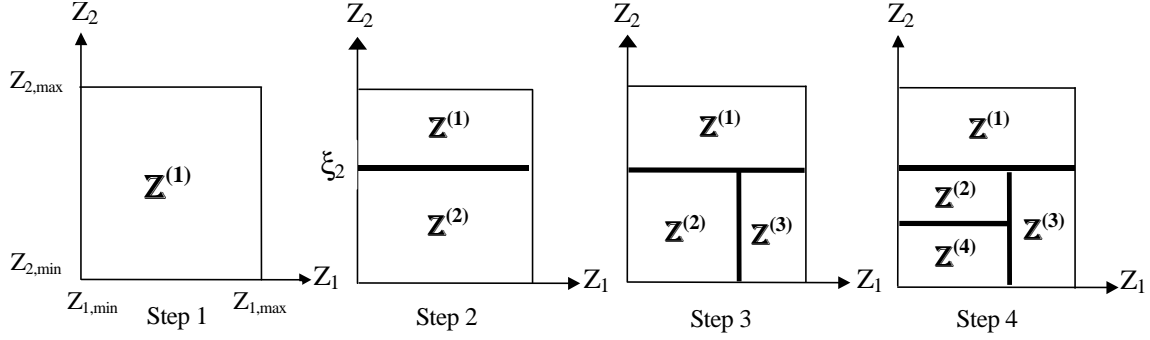 Z₂
Z₂,max
Z⁽¹⁾
Z₂,min
Z₁,min
Z₁,max
Z₁
Step 1
Z₂
Z⁽¹⁾
ξ₂
Z⁽²⁾
Z₁
Step 2
Z₂
Z⁽¹⁾
Z⁽²⁾ Z⁽³⁾
Z₁
Step 3
Z₂
Z⁽¹⁾
Z⁽²⁾
Z⁽³⁾
Z⁽⁴⁾
Z₁
Step 4